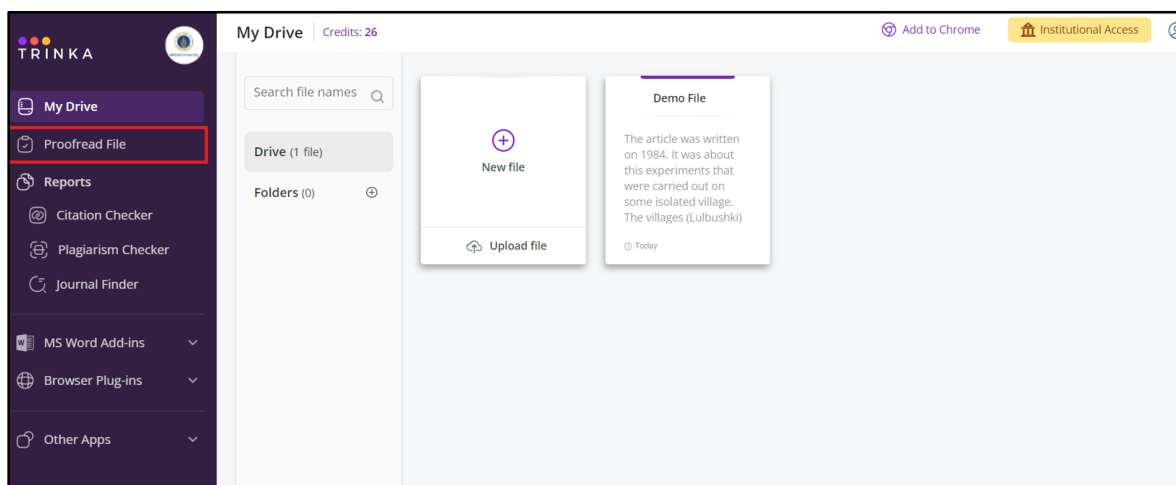 TRINKA
My Drive
Proofread File
Reports
Citation Checker
Plagiarism Checker
Journal Finder
MS Word Add-ins
Browser Plug-ins
Other Apps
My Drive Credits: 26
Add to Chrome
Institutional Access
Search file names
Drive (1 file)
Folders (0)
New file
Upload file
Demo File
The article was written
on 1984. It was about
this experiments that
were carried out on
some isolated village.
The villages (Lulbushki)
Today